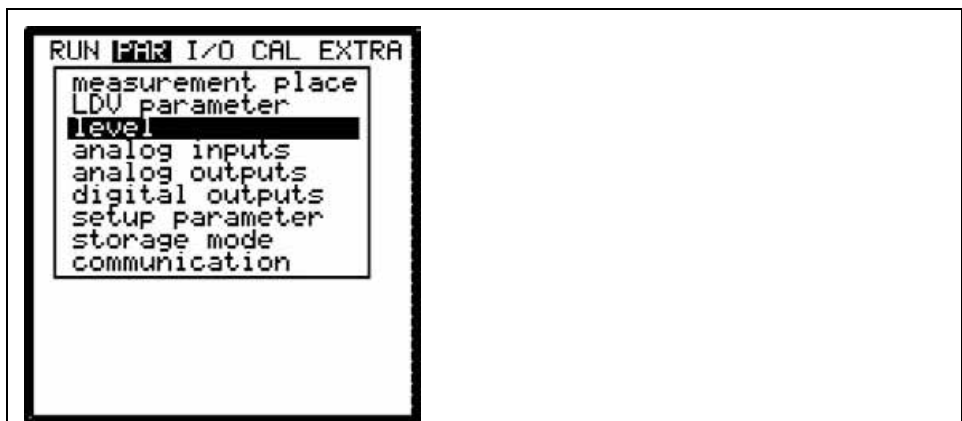 RUN PAR I/O CAL EXTRA
measurement place
LDV parameter
level
analog inputs
analog outputs
digital outputs
setup parameter
storage mode
communication